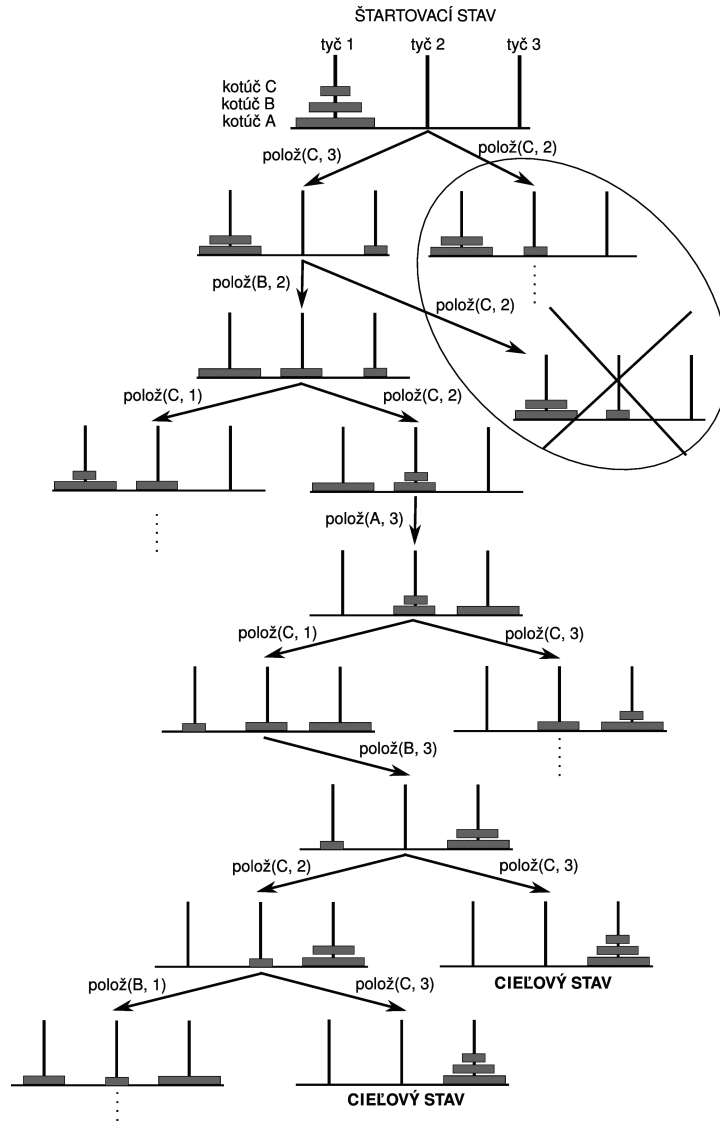 ŠTARTOVACÍ STAV
tyč 1 tyč 2 tyč 3
kotúč C
kotúč B
kotúč A
polož(C, 3) polož(C, 2)
polož(B, 2) polož(C, 2)
polož(C, 1) polož(C, 2)
polož(A, 3)
polož(C, 1) polož(C, 3)
polož(B, 3)
polož(C, 2) polož(C, 3)
CIEĽOVÝ STAV
polož(B, 1) polož(C, 3)
CIEĽOVÝ STAV